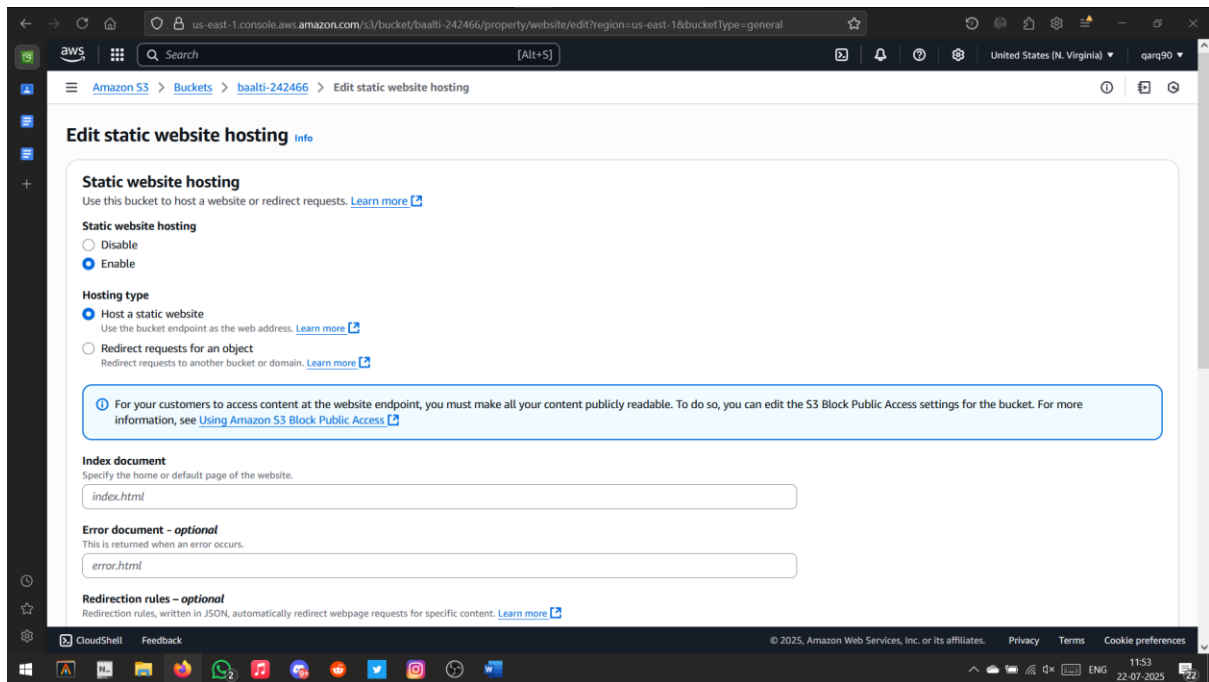 us-east-1.console.aws.amazon.com/s3/bucket/baalti-242466/property/website/edit?region=us-east-1&bucketType=general
aws Search [Alt+S] United States (N. Virginia) ▼ qarq90 ▼
Amazon S3 > Buckets > baalti-242466 > Edit static website hosting
Edit static website hosting Info
Static website hosting
Use this bucket to host a website or redirect requests. Learn more
Static website hosting
Disable
Enable
Hosting type
Host a static website
Use the bucket endpoint as the web address. Learn more
Redirect requests for an object
Redirect requests to another bucket or domain. Learn more
For your customers to access content at the website endpoint, you must make all your content publicly readable. To do so, you can edit the S3 Block Public Access settings for the bucket. For more
information, see Using Amazon S3 Block Public Access
Index document
Specify the home or default page of the website.
index.html
Error document – optional
This is returned when an error occurs.
error.html
Redirection rules – optional
Redirection rules, written in JSON, automatically redirect webpage requests for specific content. Learn more
CloudShell Feedback © 2025, Amazon Web Services, Inc. or its affiliates. Privacy Terms Cookie preferences
ENG 11:53
22-07-2025 22